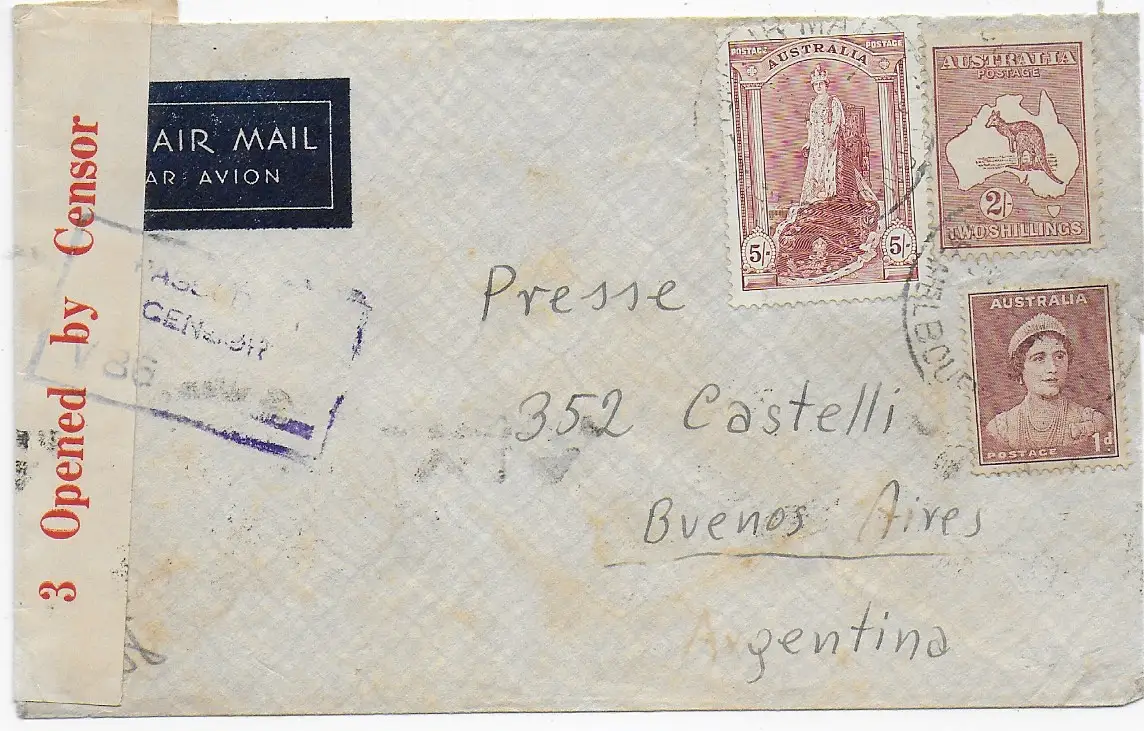 3 Opened by Censor
AIR MAIL
AR AVION
CENSOR
POSTAGE AUSTRALIA POSTAGE
5/- 5/-
AUSTRALIA
POSTAGE
2/-
TWO SHILLINGS
AUSTRALIA
POSTAGE 1d
MELBOU
Presse
352 Castelli
Buenos Aires
Argentina